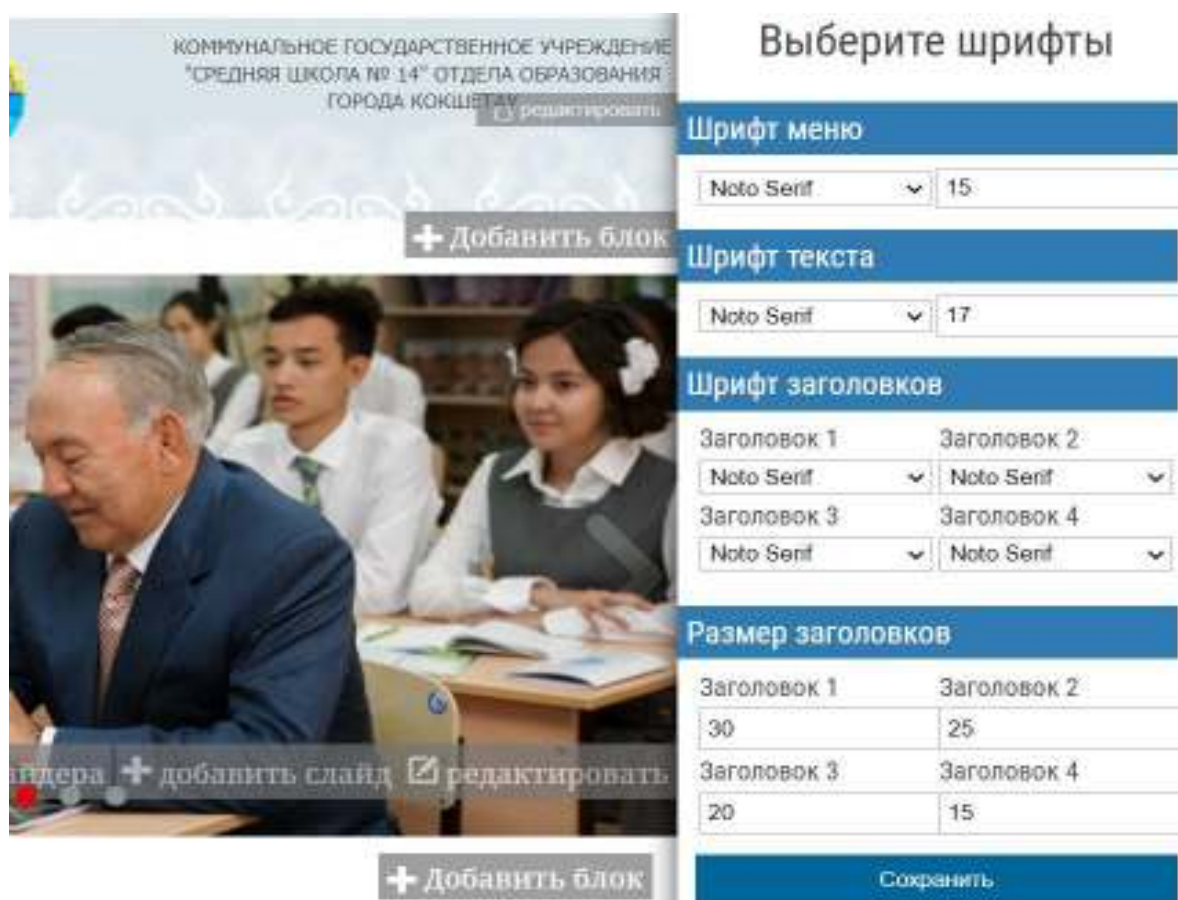 КОММУНАЛЬНОЕ ГОСУДАРСТВЕННОЕ УЧРЕЖДЕНИЕ
"СРЕДНЯЯ ШКОЛА № 14" ОТДЕЛА ОБРАЗОВАНИЯ
ГОРОДА КОКШЕТАУ
редактировать
+ Добавить блок
айдера + добавить слайд редактировать
+ Добавить блок
Выберите шрифты
Шрифт меню
Noto Serif 15
Шрифт текста
Noto Serif 17
Шрифт заголовков
Заголовок 1 Заголовок 2
Noto Serif Noto Serif
Заголовок 3 Заголовок 4
Noto Serif Noto Serif
Размер заголовков
Заголовок 1 Заголовок 2
30 25
Заголовок 3 Заголовок 4
20 15
Сохранить